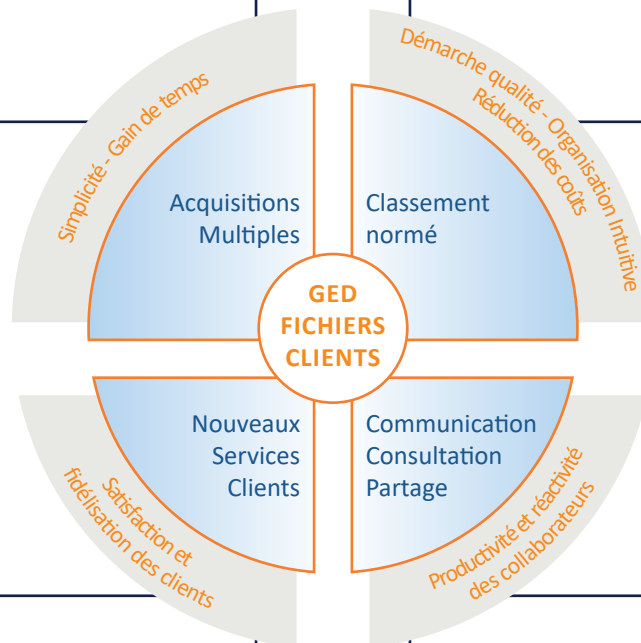 Simplicité - Gain de temps
Démarche qualité - Organisation Intuitive
Réduction des coûts
Acquisitions
Multiples
Classement
normé
GED
FICHIERS
CLIENTS
Nouveaux
Services
Clients
Communication
Consultation
Partage
Satisfaction et
fidélisation des clients
Productivité et réactivité
des collaborateurs